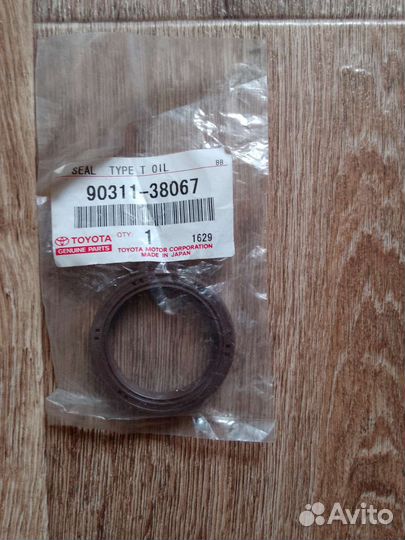 SEAL TYPE T OIL BB
90311-38067
TOYOTA
GENUINE PARTS
QTY. 1 1629
TOYOTA MOTOR CORPORATION
MADE IN JAPAN
Avito